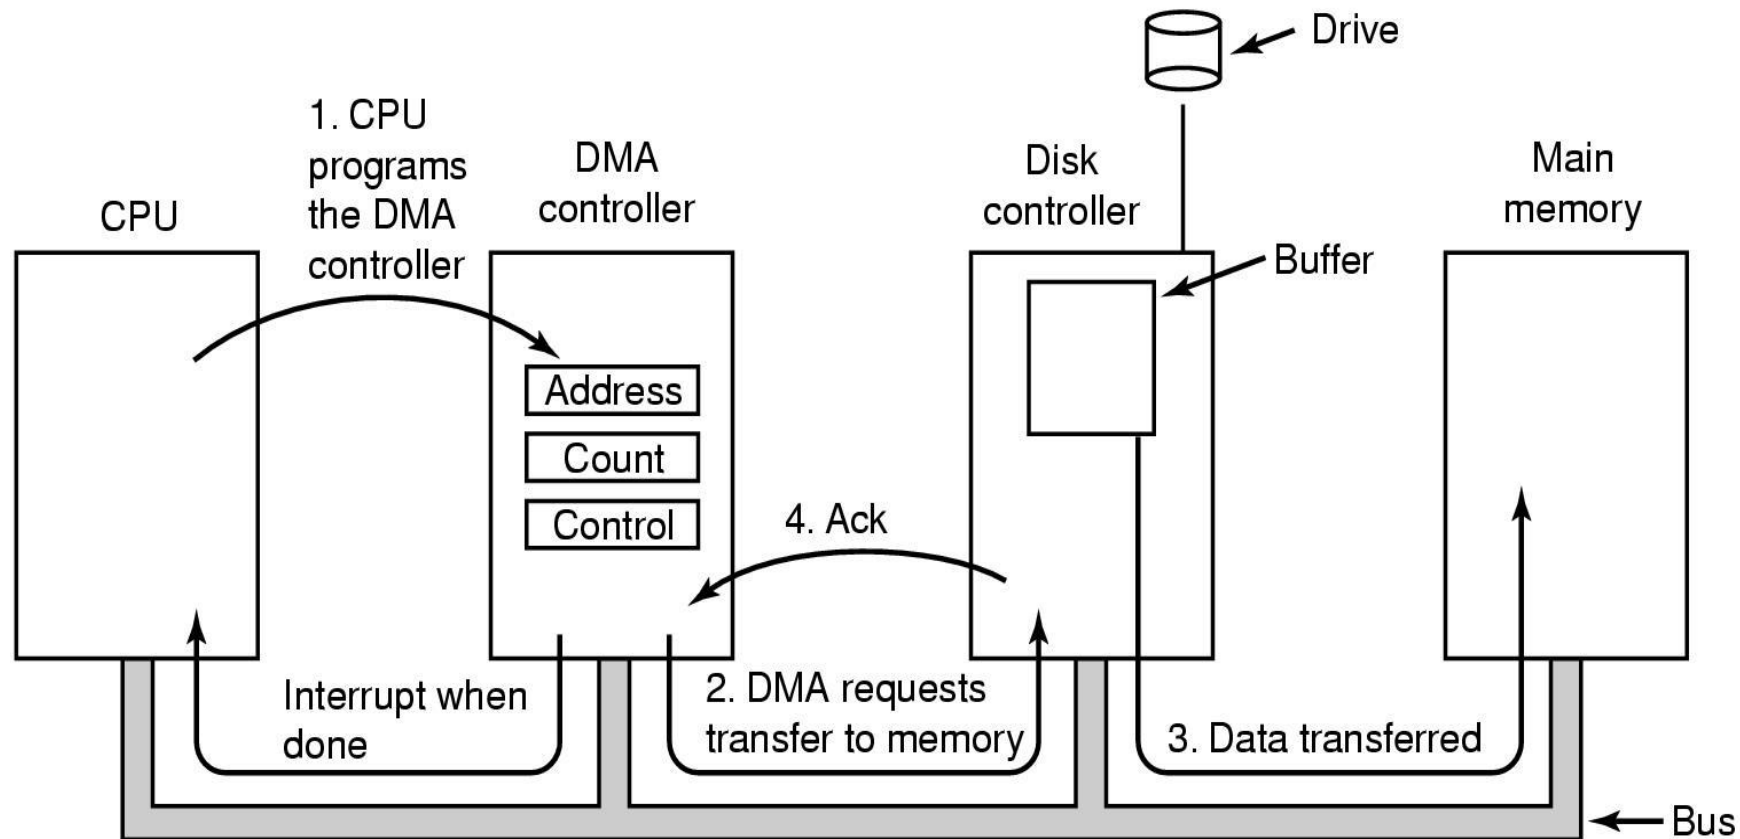 Drive
1. CPU
programs
the DMA
controller
CPU
DMA
controller
Disk
controller
Main
memory
Buffer
Address
Count
Control
4. Ack
Interrupt when
done
2. DMA requests
transfer to memory
3. Data transferred
Bus